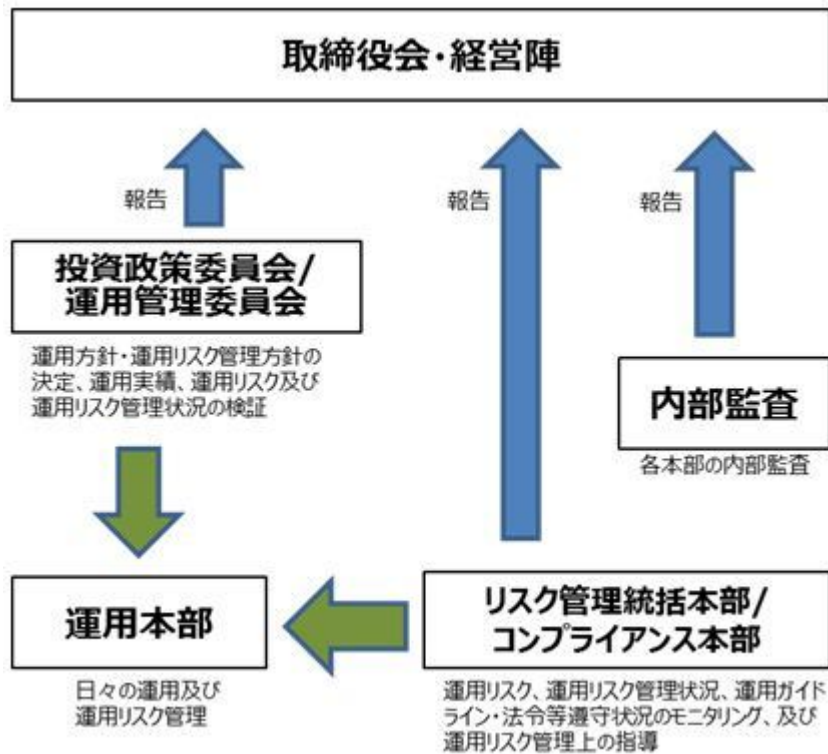 取締役会・経営陣
報告
報告
報告
投資政策委員会/
運用管理委員会
運用方針・運用リスク管理方針の
決定、運用実績、運用リスク及び
運用リスク管理状況の検証
内部監査
各本部の内部監査
運用本部
日々の運用及び
運用リスク管理
リスク管理統括本部/
コンプライアンス本部
運用リスク、運用リスク管理状況、運用ガイド
ライン・法令等遵守状況のモニタリング、及び
運用リスク管理上の指導